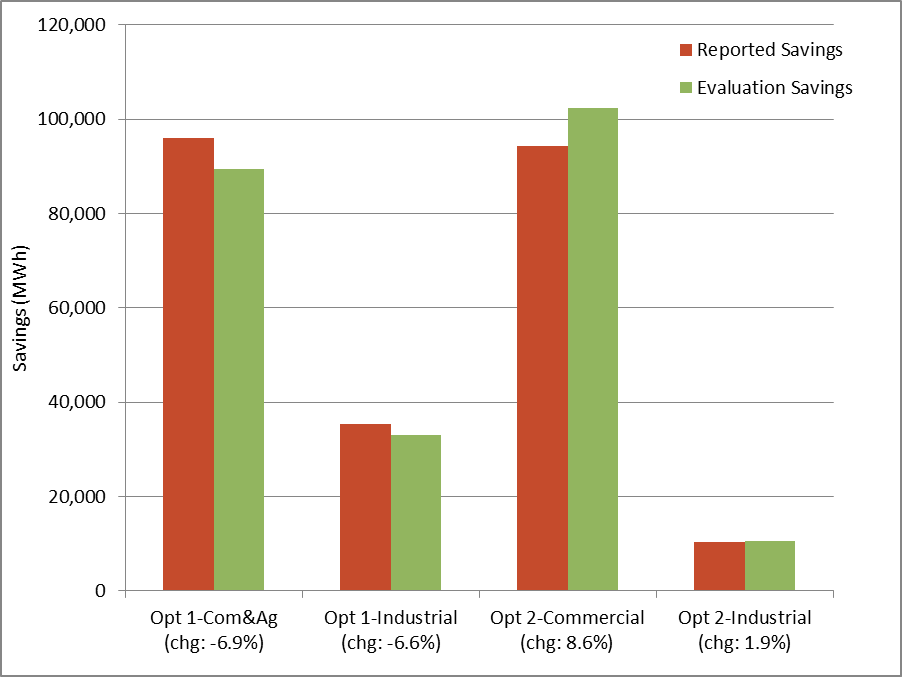 120,000
100,000
80,000
60,000
40,000
20,000
0
Savings (MWh)
Reported Savings
Evaluation Savings
Opt 1-Com&Ag
(chg: -6.9%)
Opt 1-Industrial
(chg: -6.6%)
Opt 2-Commercial
(chg: 8.6%)
Opt 2-Industrial
(chg: 1.9%)